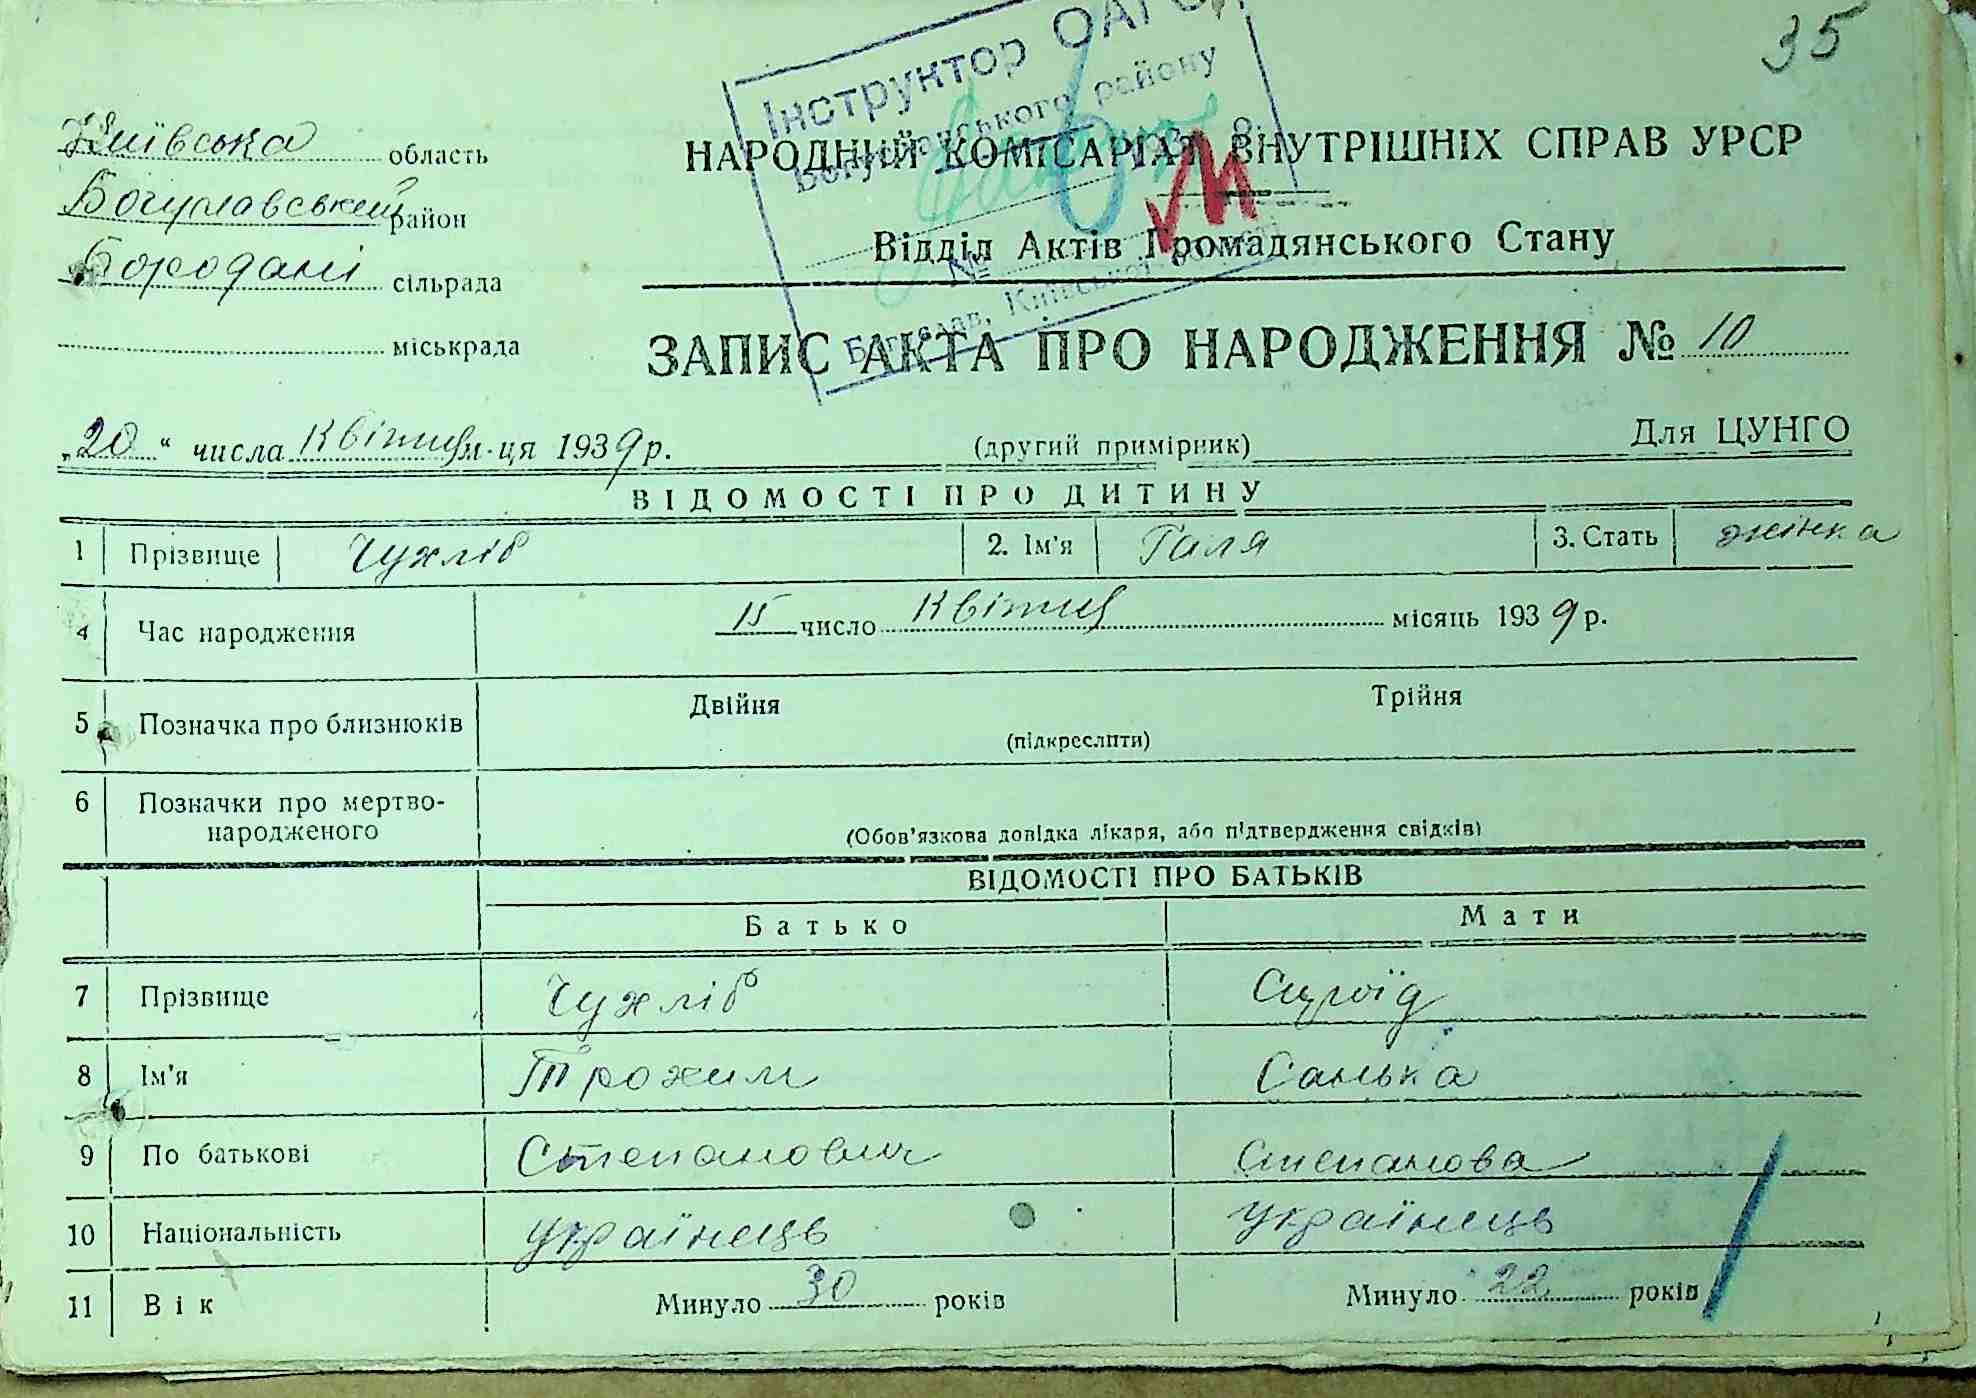 35
Інструктор ОАГС
Богуславського району
№
Богуслав, Київської
Київська область
Богуславський район
Бородані сільрада
міськрада
НАРОДНИЙ КОМІСАРІАТ ВНУТРІШНІХ СПРАВ УРСР
Відділ Актів Громадянського Стану
ЗАПИС АКТА ПРО НАРОДЖЕННЯ № 10
„20“ числа Квітня м-ця 1939 р.
(другий примірник)
Для ЦУНГО
ВІДОМОСТІ ПРО ДИТИНУ
1 Прізвище Чухліб 2. Ім'я Галя 3. Стать жінка
4 Час народження 15 число Квітня місяць 1939 р.
5 Позначка про близнюків Двійня Трійня
(підкреслити)
6 Позначки про мертво-
народженого
(Обов'язкова довідка лікаря, або підтвердження свідків)
ВІДОМОСТІ ПРО БАТЬКІВ
Батько Мати
7 Прізвище Чухліб Сироїд
8 Ім'я Трохим Санька
9 По батькові Степанович Степанова
10 Національність Українець Українець
11 Вік Минуло 30 років Минуло 22 років